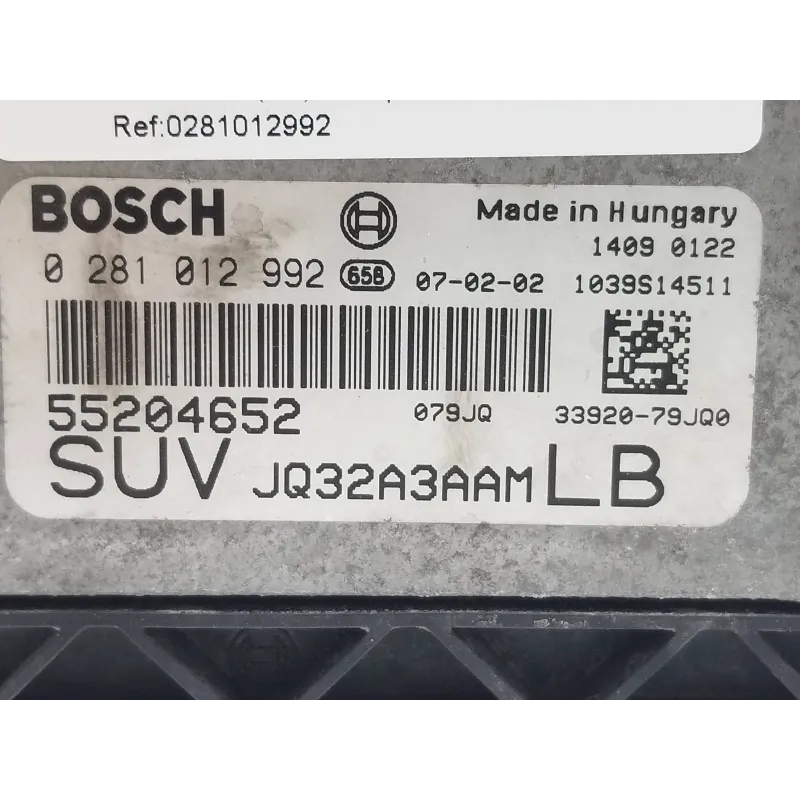 Ref:0281012992
BOSCH
Made in Hungary
1409 0122
0 281 012 992 65B 07-02-02 1039S14511
55204652 079JQ 33920-79JQ0
SUV JQ32A3AAM LB